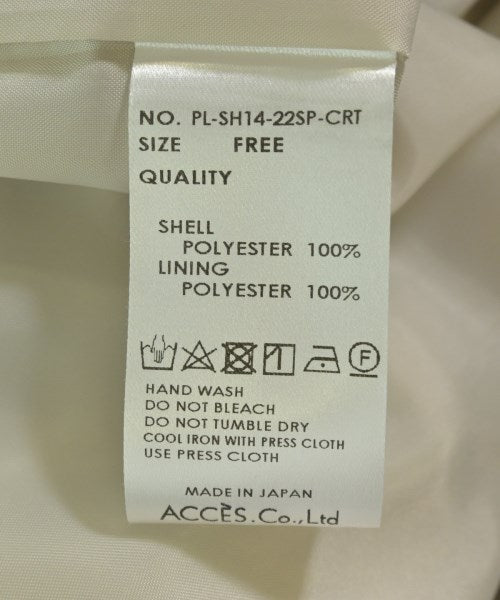 NO. PL-SH14-22SP-CRT
SIZE FREE
QUALITY
SHELL
POLYESTER 100%
LINING
POLYESTER 100%
F
HAND WASH
DO NOT BLEACH
DO NOT TUMBLE DRY
COOL IRON WITH PRESS CLOTH
USE PRESS CLOTH
MADE IN JAPAN
ACCÈS.Co.,Ltd